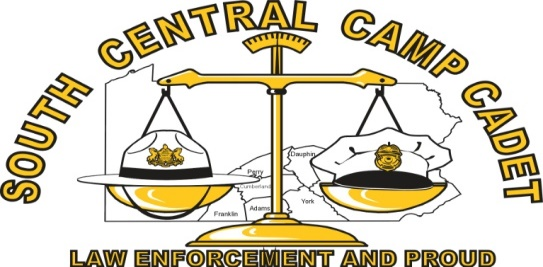 SOUTH CENTRAL CAMP CADET
Dauphin
Perry
Cumberland
York
Adams
Franklin
LAW ENFORCEMENT AND PROUD